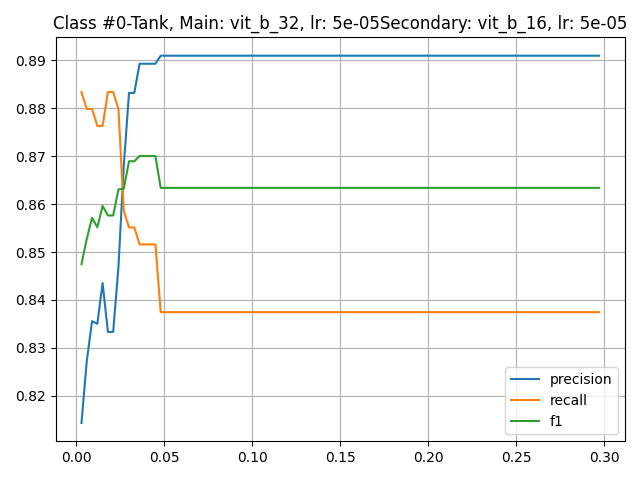 Class #0-Tank, Main: vit_b_32, lr: 5e-05Secondary: vit_b_16, lr: 5e-05
0.89
0.88
0.87
0.86
0.85
0.84
0.83
0.82
precision
recall
f1
0.00 0.05 0.10 0.15 0.20 0.25 0.30